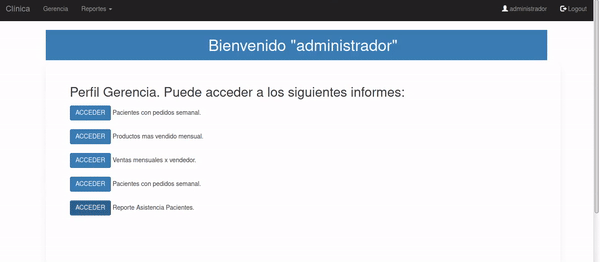 Clínica Gerencia Reportes administrador Logout
Bienvenido "administrador"
Perfil Gerencia. Puede acceder a los siguientes informes:
ACCEDER Pacientes con pedidos semanal.
ACCEDER Productos mas vendido mensual.
ACCEDER Ventas mensuales x vendedor.
ACCEDER Pacientes con pedidos semanal.
ACCEDER Reporte Asistencia Pacientes.